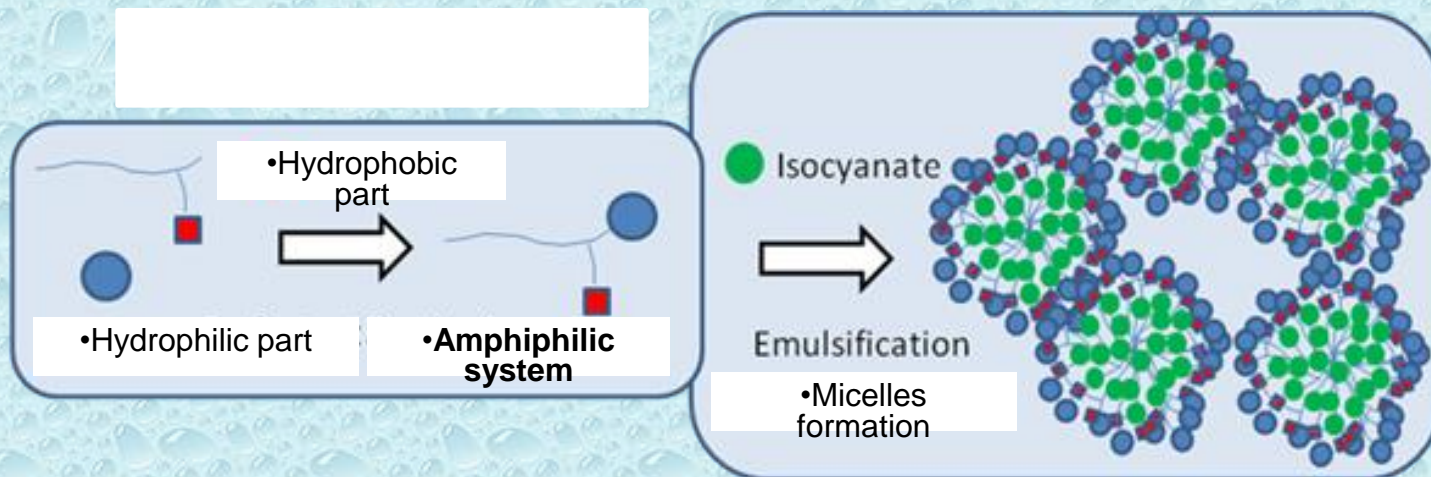 •Hydrophobic
part
•Hydrophilic part
•Amphiphilic
system
Isocyanate
Emulsification
•Micelles
formation